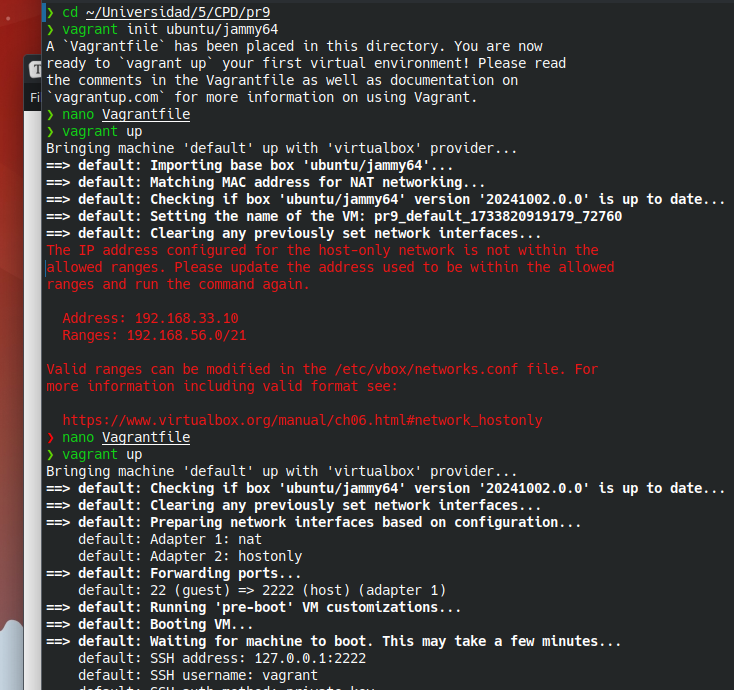 ❯ cd ~/Universidad/5/CPD/pr9
❯ vagrant init ubuntu/jammy64
A `Vagrantfile` has been placed in this directory. You are now
ready to `vagrant up` your first virtual environment! Please read
the comments in the Vagrantfile as well as documentation on
`vagrantup.com` for more information on using Vagrant.
❯ nano Vagrantfile
❯ vagrant up
Bringing machine 'default' up with 'virtualbox' provider...
==> default: Importing base box 'ubuntu/jammy64'...
==> default: Matching MAC address for NAT networking...
==> default: Checking if box 'ubuntu/jammy64' version '20241002.0.0' is up to date...
==> default: Setting the name of the VM: pr9_default_1733820919179_72760
==> default: Clearing any previously set network interfaces...
The IP address configured for the host-only network is not within the
allowed ranges. Please update the address used to be within the allowed
ranges and run the command again.

  Address: 192.168.33.10
  Ranges: 192.168.56.0/21

Valid ranges can be modified in the /etc/vbox/networks.conf file. For
more information including valid format see:

  https://www.virtualbox.org/manual/ch06.html#network_hostonly
❯ nano Vagrantfile
❯ vagrant up
Bringing machine 'default' up with 'virtualbox' provider...
==> default: Checking if box 'ubuntu/jammy64' version '20241002.0.0' is up to date...
==> default: Clearing any previously set network interfaces...
==> default: Preparing network interfaces based on configuration...
    default: Adapter 1: nat
    default: Adapter 2: hostonly
==> default: Forwarding ports...
    default: 22 (guest) => 2222 (host) (adapter 1)
==> default: Running 'pre-boot' VM customizations...
==> default: Booting VM...
==> default: Waiting for machine to boot. This may take a few minutes...
    default: SSH address: 127.0.0.1:2222
    default: SSH username: vagrant
    default: SSH auth method: private key
T
Fi